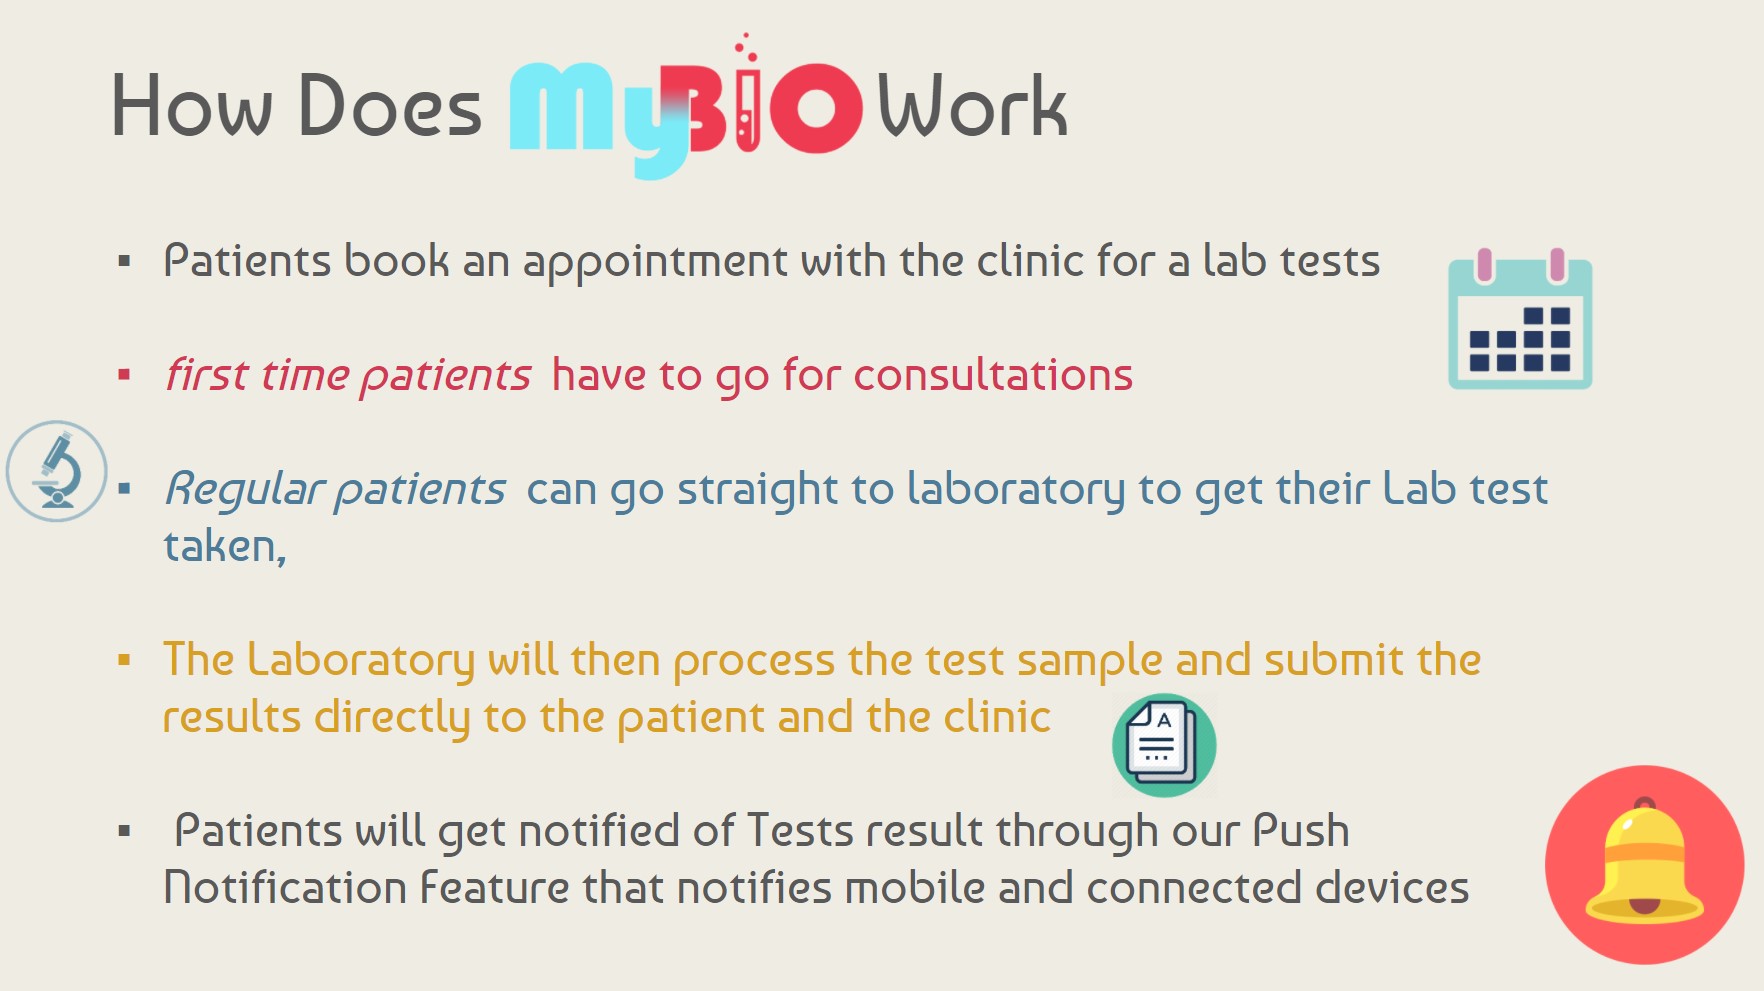 How Does MyBIO Work
▪ Patients book an appointment with the clinic for a lab tests
▪ first time patients have to go for consultations
▪ Regular patients can go straight to laboratory to get their Lab test
taken,
▪ The Laboratory will then process the test sample and submit the
results directly to the patient and the clinic
A
▪ Patients will get notified of Tests result through our Push
Notification Feature that notifies mobile and connected devices